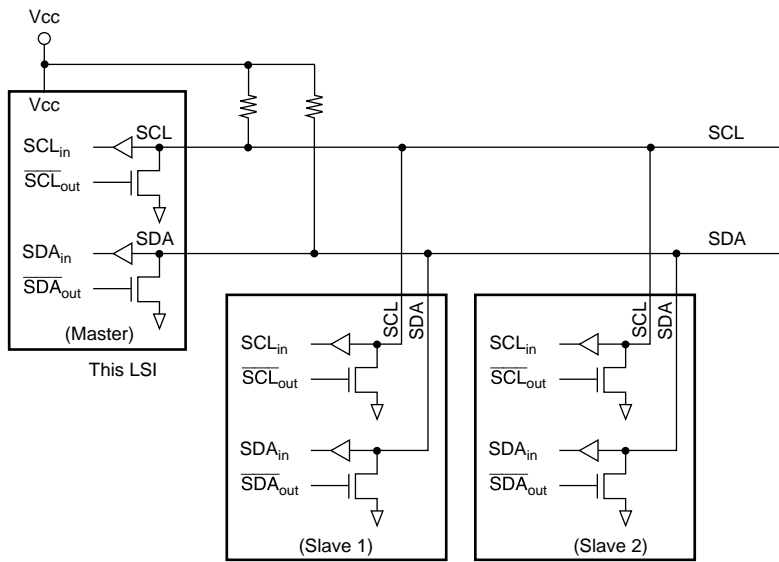 Vcc
Vcc
SCL
SCL
SCLin
SCLout
SDA
SDA
SDAin
SDAout
(Master)
This LSI
SCL
SDA
SCLin
SCLout
SDAin
SDAout
(Slave 1)
SCL
SDA
SCLin
SCLout
SDAin
SDAout
(Slave 2)